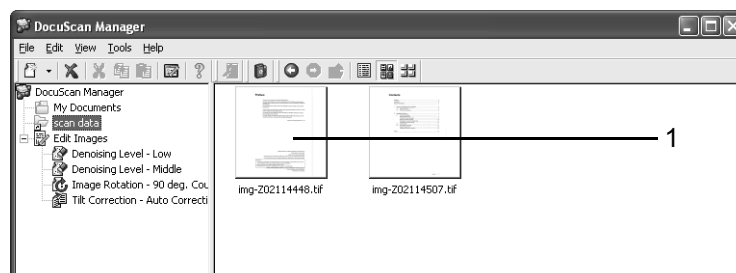 DocuScan Manager
File Edit View Tools Help
DocuScan Manager
My Documents
scan data
Edit Images
Denoising Level - Low
Denoising Level - Middle
Image Rotation - 90 deg. Cou
Tilt Correction - Auto Correcti
img-Z02114448.tif
img-Z02114507.tif
1